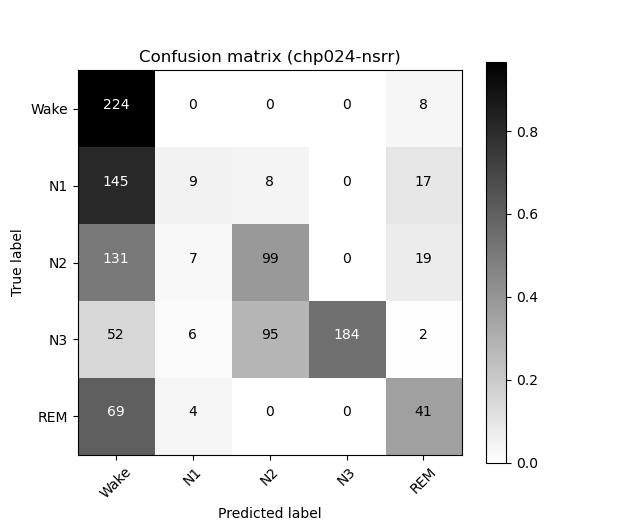 Confusion matrix (chp024-nsrr)
Wake 224 0 0 0 8
N1 145 9 8 0 17
N2 131 7 99 0 19
N3 52 6 95 184 2
REM 69 4 0 0 41
Wake N1 N2 N3 REM
Predicted label
True label
0.8
0.6
0.4
0.2
0.0